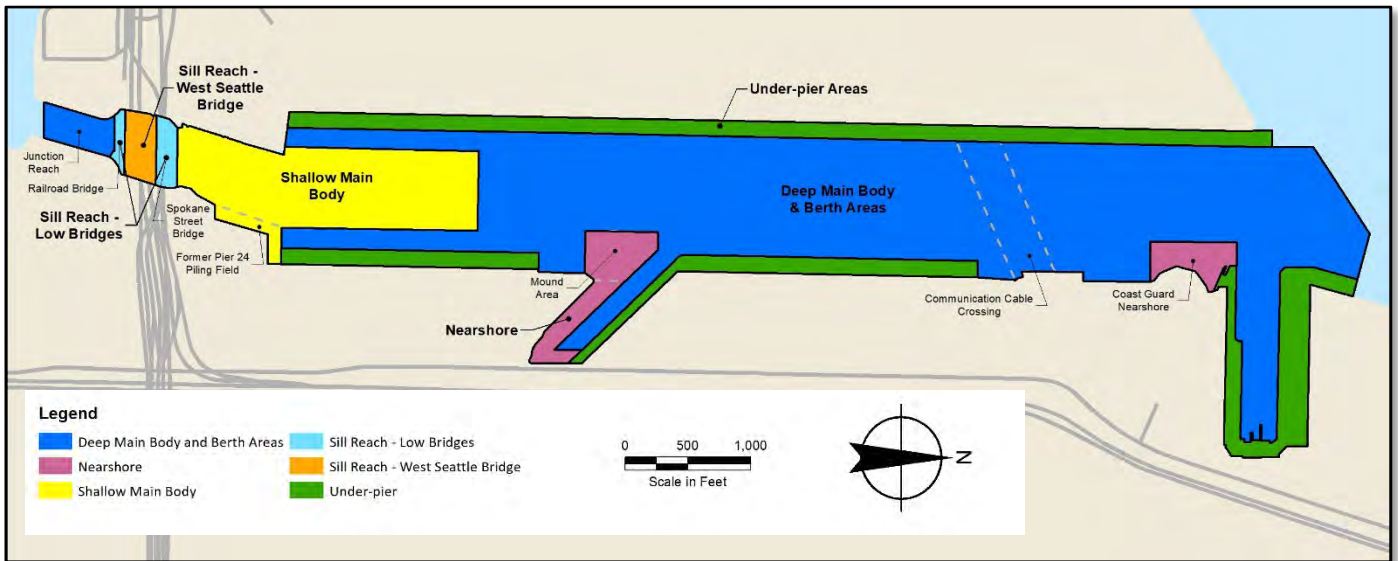 Sill Reach -
West Seattle
Bridge
Under-pier Areas
Junction
Reach
Railroad Bridge
Sill Reach -
Low Bridges
Spokane
Street
Bridge
Former Pier 24
Piling Field
Shallow Main
Body
Deep Main Body
& Berth Areas
Mound
Area
Nearshore
Communication Cable
Crossing
Coast Guard
Nearshore
Legend
Deep Main Body and Berth Areas
Nearshore
Shallow Main Body
Sill Reach - Low Bridges
Sill Reach - West Seattle Bridge
Under-pier
0 500 1,000
Scale in Feet
N